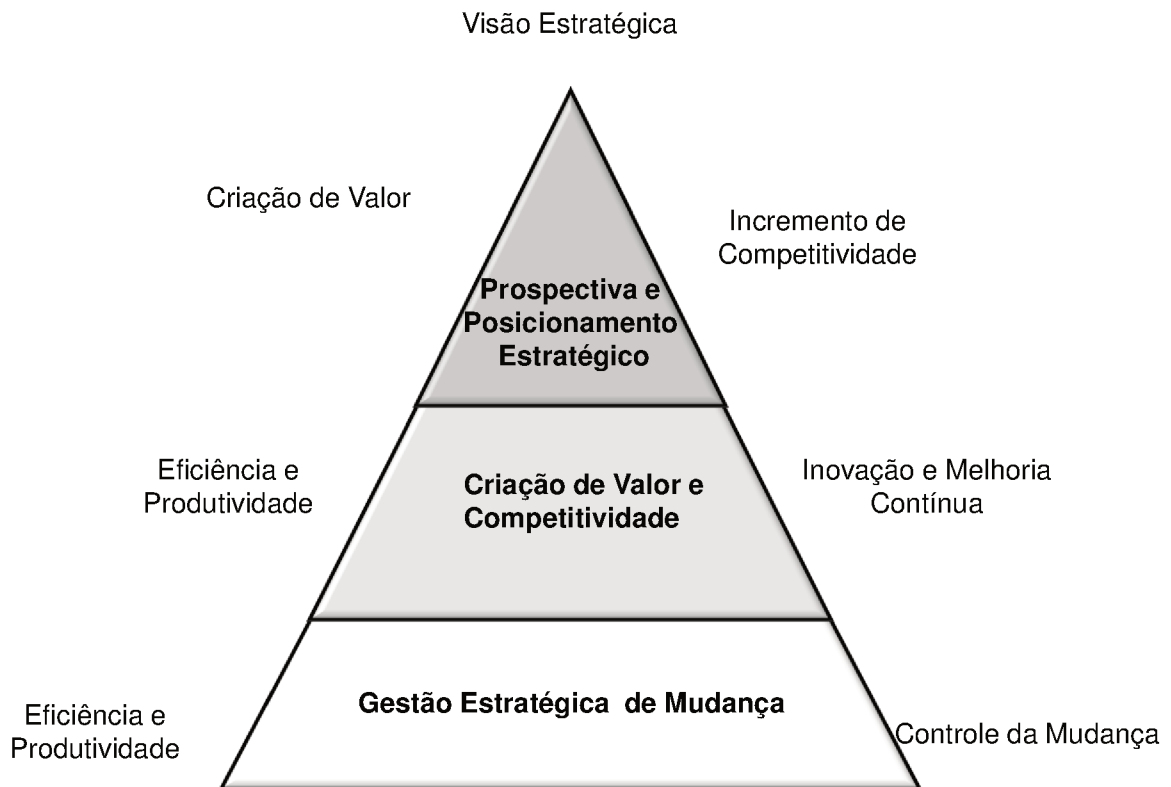 Visão Estratégica
Criação de Valor
Incremento de
Competitividade
Prospectiva e
Posicionamento
Estratégico
Eficiência e
Produtividade
Criação de Valor e
Competitividade
Inovação e Melhoria
Contínua
Eficiência e
Produtividade
Gestão Estratégica de Mudança
Controle da Mudança